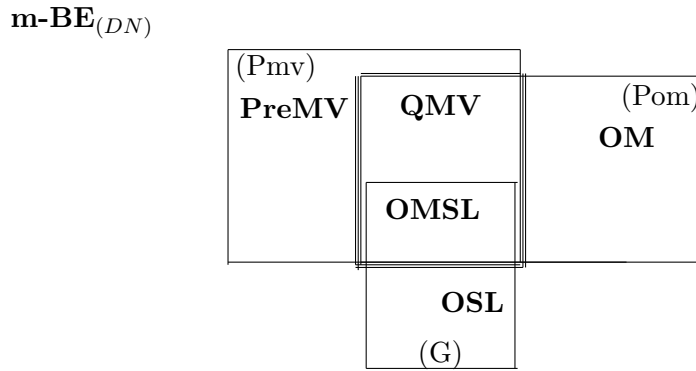 m-BE(DN)
(Pmv)
PreMV QMV (Pom)
OM
OMSL
OSL
(G)